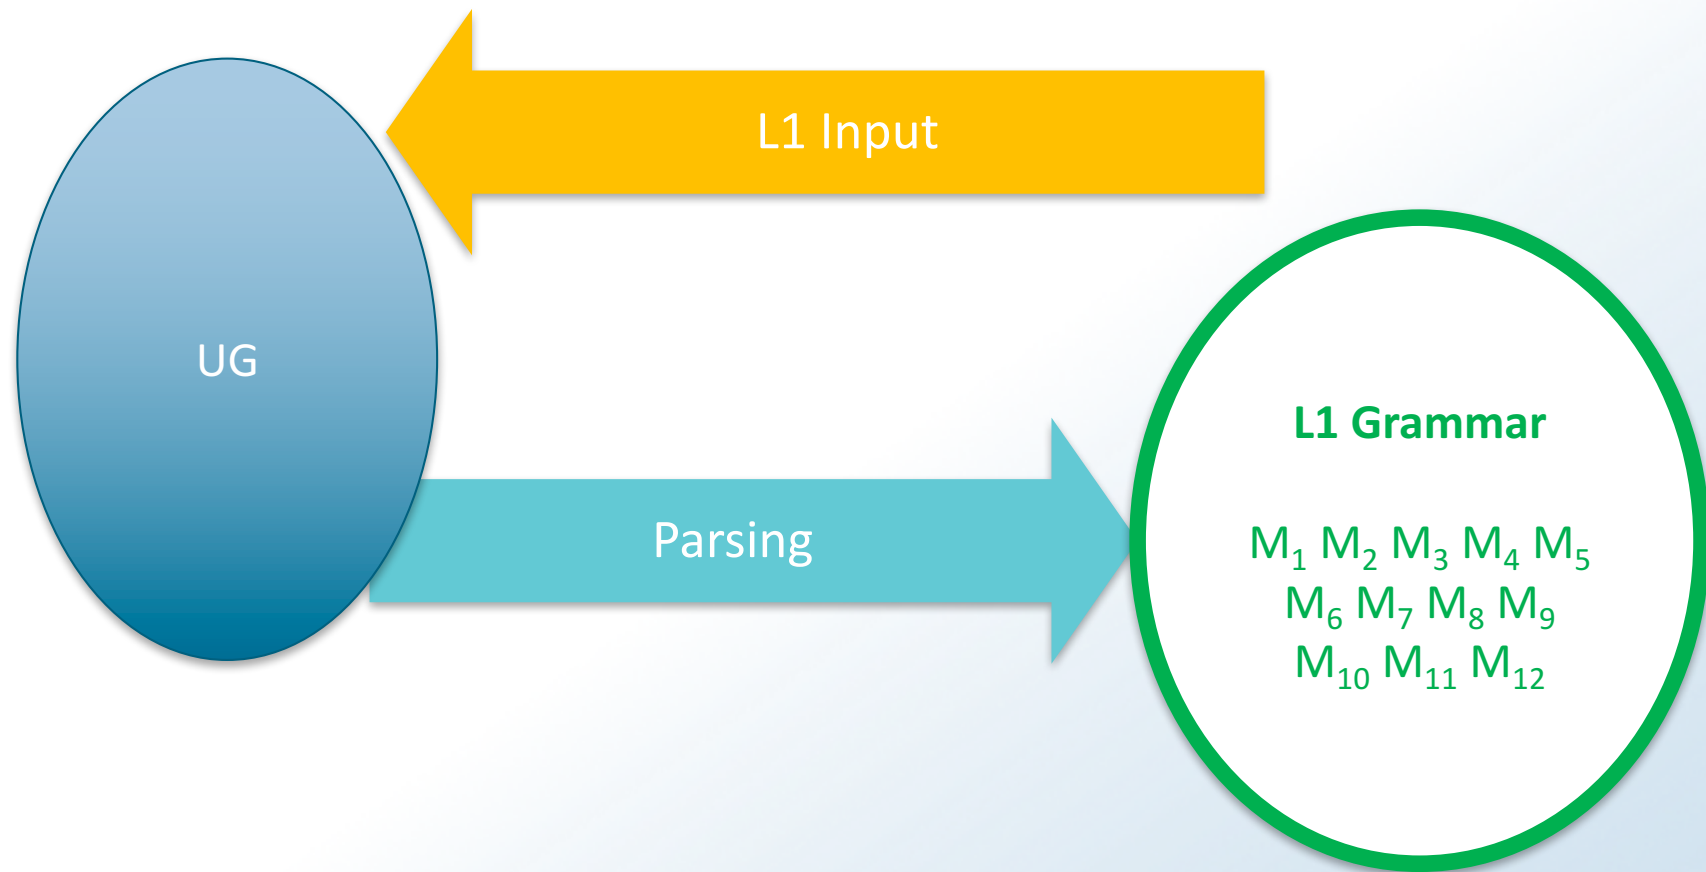 L1 Input
UG
Parsing
L1 Grammar
M₁ M₂ M₃ M₄ M₅
M₆ M₇ M₈ M₉
M₁₀ M₁₁ M₁₂